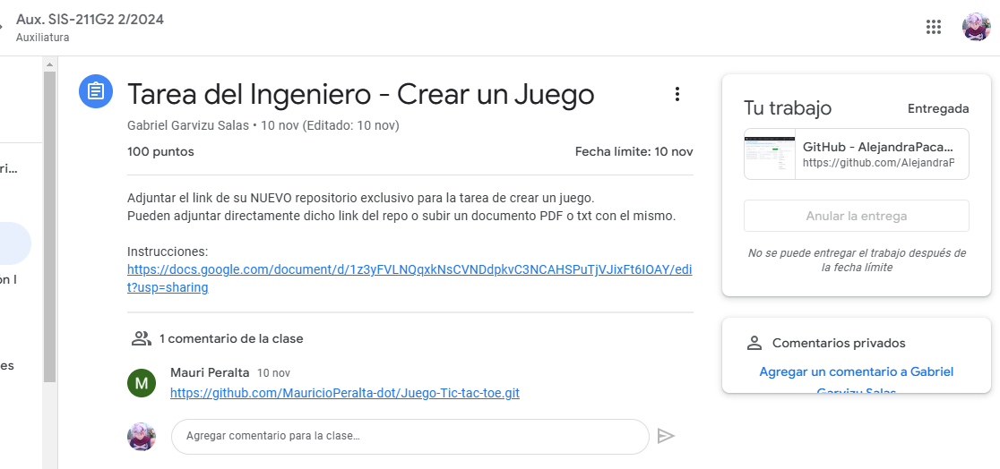 Aux. SIS-211G2 2/2024
Auxiliatura
Tarea del Ingeniero - Crear un Juego
Gabriel Garvizu Salas • 10 nov (Editado: 10 nov)
100 puntos
Fecha límite: 10 nov
Adjuntar el link de su NUEVO repositorio exclusivo para la tarea de crear un juego.
Pueden adjuntar directamente dicho link del repo o subir un documento PDF o txt con el mismo.
Instrucciones:
https://docs.google.com/document/d/1z3yFVLNQqxkNsCVNDdpkvC3NCAHSPuTjVJixFt6IOAY/edi
t?usp=sharing
1 comentario de la clase
M
Mauri Peralta 10 nov
https://github.com/MauricioPeralta-dot/Juego-Tic-tac-toe.git
Agregar comentario para la clase…
Tu trabajo
Entregada
GitHub - AlejandraPaca...
https://github.com/AlejandraP
Anular la entrega
No se puede entregar el trabajo después de
la fecha límite
Comentarios privados
Agregar un comentario a Gabriel
Garvizu Salas
ri...
ón I
es